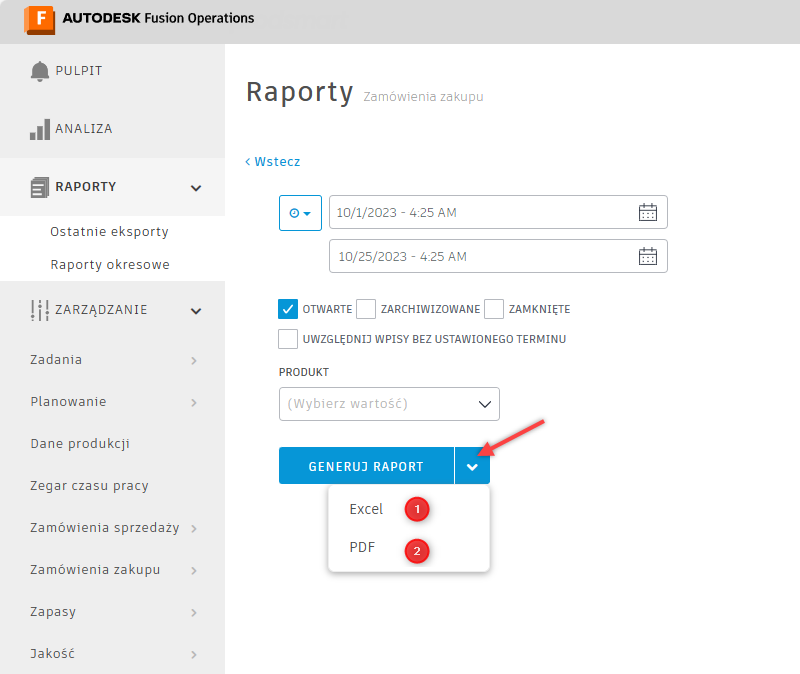 AUTODESK Fusion Operations
PULPIT
ANALIZA
RAPORTY
Ostatnie eksporty
Raporty okresowe
ZARZĄDZANIE
Zadania
Planowanie
Dane produkcji
Zegar czasu pracy
Zamówienia sprzedaży
Zamówienia zakupu
Zapasy
Jakość
Raporty Zamówienia zakupu
< Wstecz
10/1/2023 - 4:25 AM
10/25/2023 - 4:25 AM
OTWARTE ZARCHIWIZOWANE ZAMKNIĘTE
UWZGLĘDNIJ WPISY BEZ USTAWIONEGO TERMINU
PRODUKT
(Wybierz wartość)
GENERUJ RAPORT
Excel 1
PDF 2